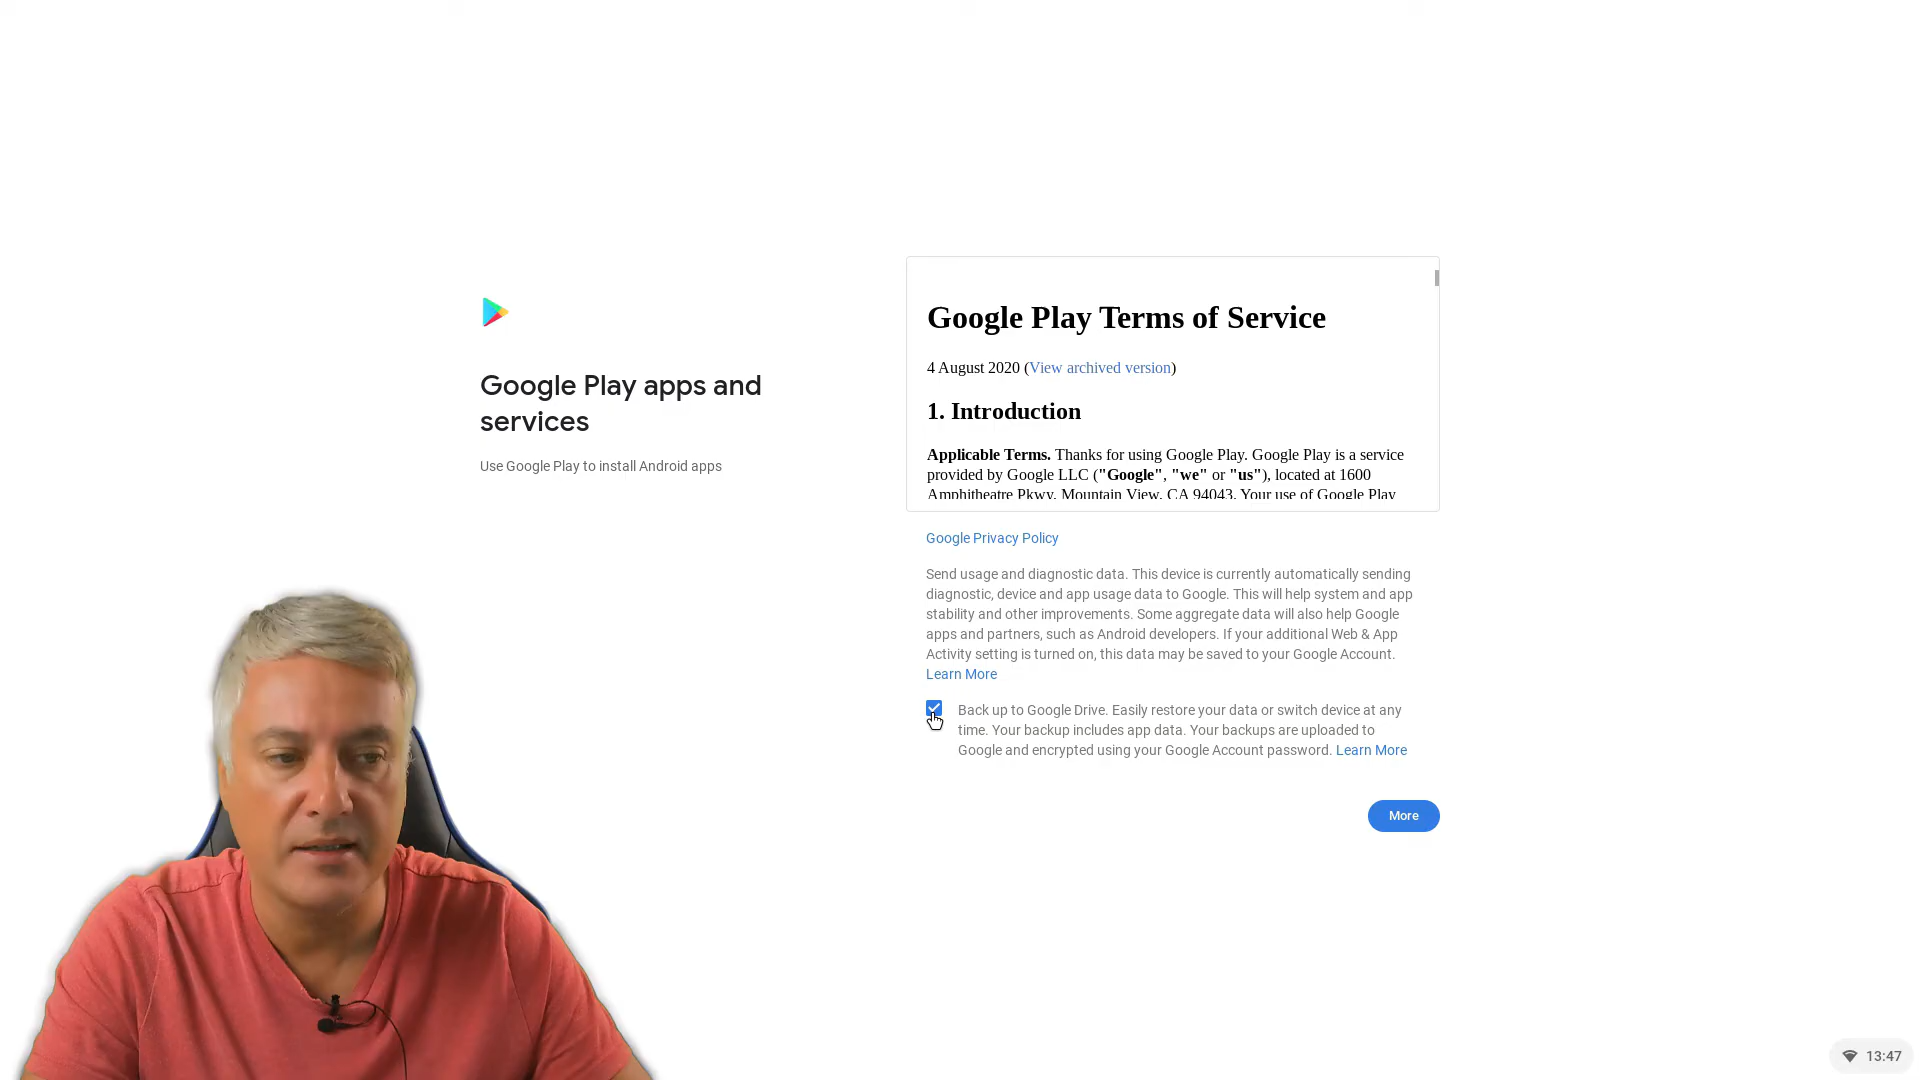 Google Play apps and
services
Use Google Play to install Android apps
Google Play Terms of Service
4 August 2020 (View archived version)
1. Introduction
Applicable Terms. Thanks for using Google Play. Google Play is a service
provided by Google LLC ("Google", "we" or "us"), located at 1600
Amphitheatre Pkwy, Mountain View, CA 94043. Your use of Google Play
Google Privacy Policy
Send usage and diagnostic data. This device is currently automatically sending
diagnostic, device and app usage data to Google. This will help system and app
stability and other improvements. Some aggregate data will also help Google
apps and partners, such as Android developers. If your additional Web & App
Activity setting is turned on, this data may be saved to your Google Account.
Learn More
Back up to Google Drive. Easily restore your data or switch device at any
time. Your backup includes app data. Your backups are uploaded to
Google and encrypted using your Google Account password. Learn More
More
13:47